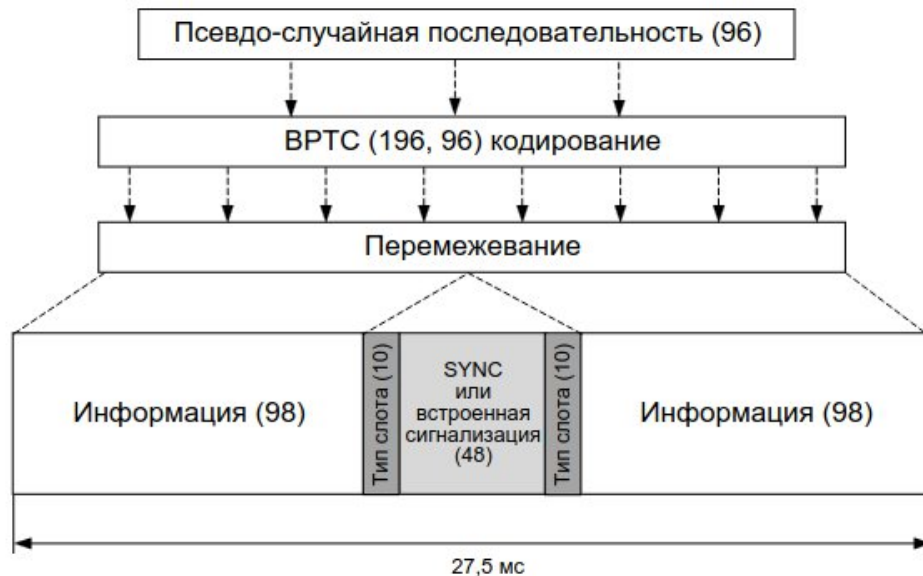 Псевдо-случайная последовательность (96)
BPTC (196, 96) кодирование
Перемежевание
Информация (98)
Тип слота (10)
SYNC
или
встроенная
сигнализация
(48)
Тип слота (10)
Информация (98)
27,5 мс